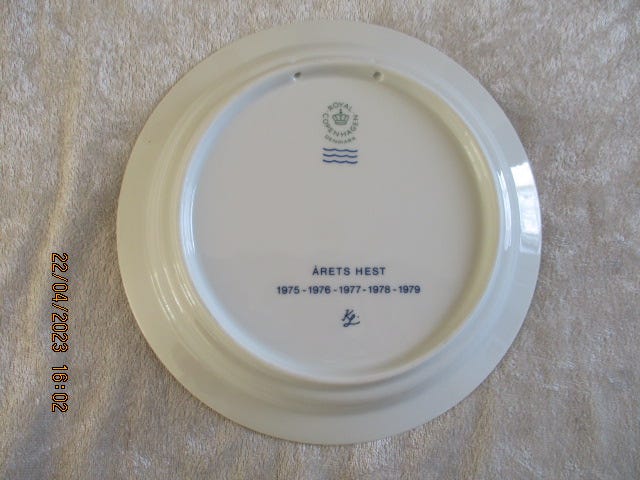 ROYAL
COPENHAGEN
DENMARK
ÅRETS HEST
1975 - 1976 - 1977 - 1978 - 1979
22/04/2023 16:02